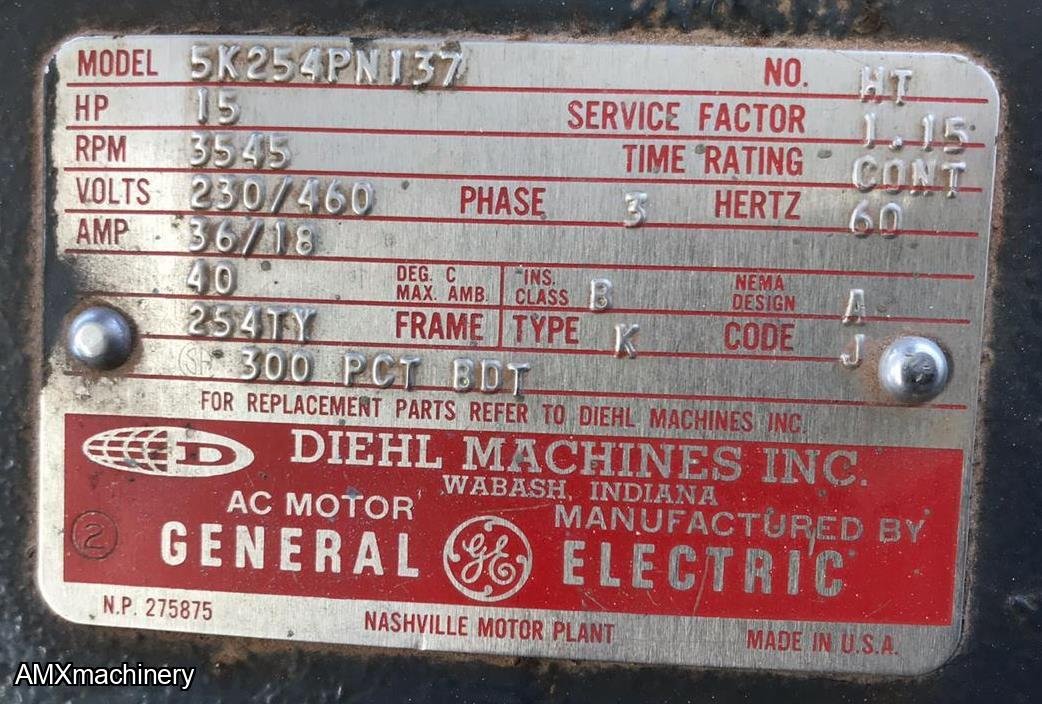 MODEL 5K254PN137 NO. HT
HP 15 SERVICE FACTOR 1.15
RPM 3545 TIME RATING CONT
VOLTS 230/460 PHASE 3 HERTZ 60
AMP 36/18
40 DEG. C MAX. AMB. INS. CLASS B NEMA DESIGN A
254TY FRAME TYPE K CODE J
SH 300 PCT BDT
FOR REPLACEMENT PARTS REFER TO DIEHL MACHINES INC.
D DIEHL MACHINES INC.
WABASH, INDIANA
AC MOTOR MANUFACTURED BY
2 GENERAL GE ELECTRIC
N.P. 275875 NASHVILLE MOTOR PLANT MADE IN U.S.A.
AMXmachinery